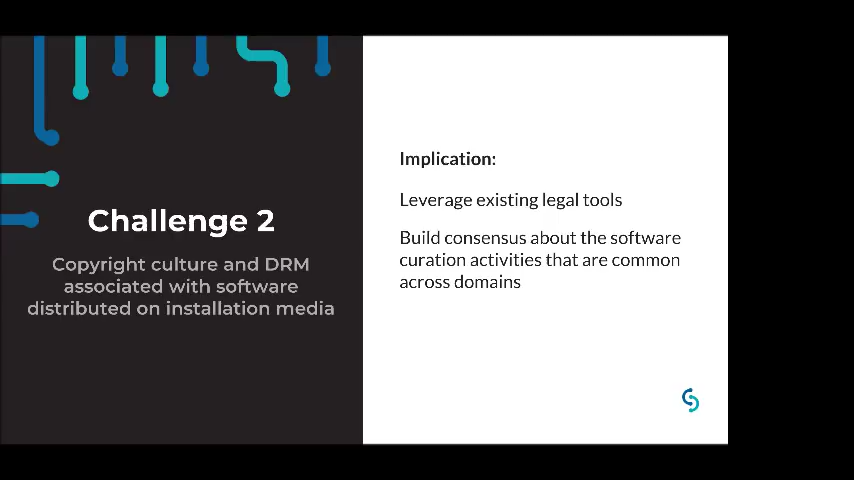 Challenge 2
Copyright culture and DRM
associated with software
distributed on installation media
Implication:
Leverage existing legal tools
Build consensus about the software
curation activities that are common
across domains